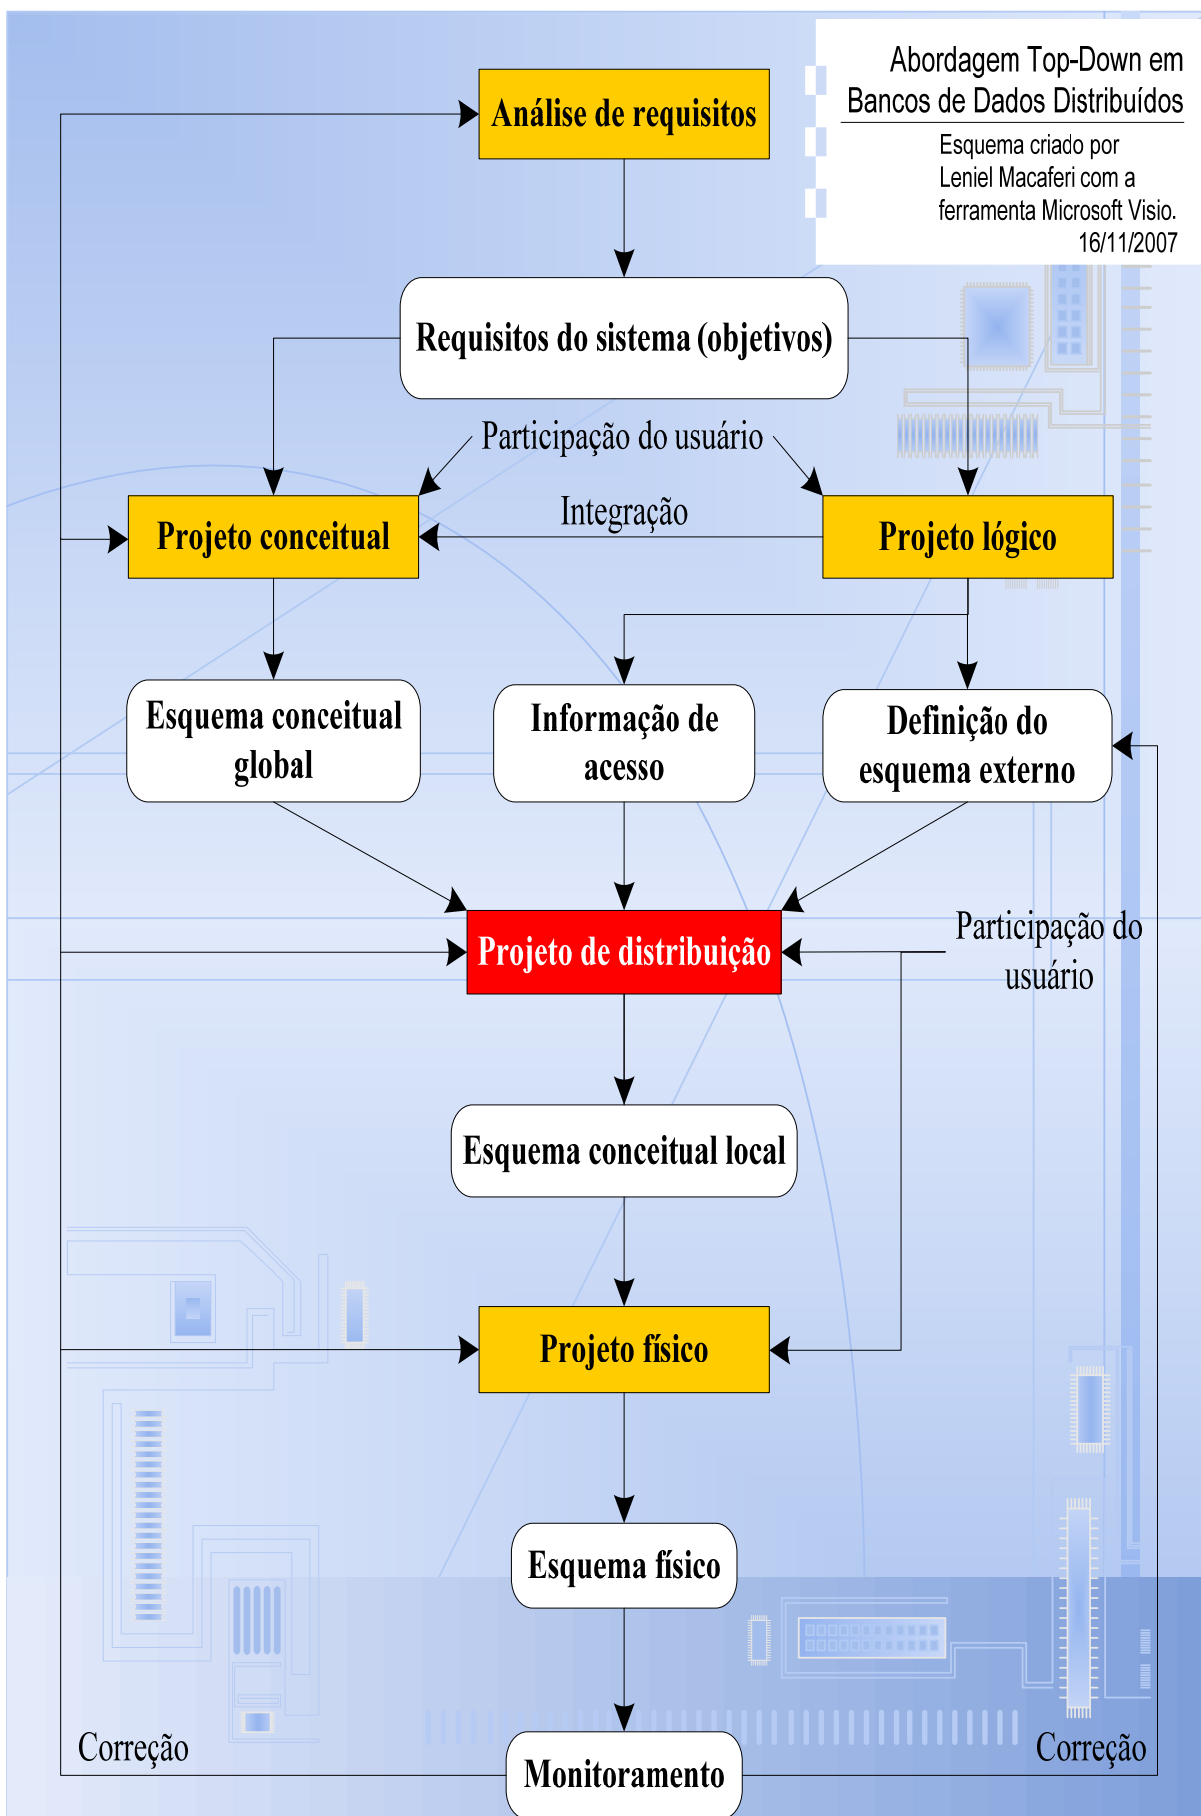 Abordagem Top-Down em
Bancos de Dados Distribuídos
Esquema criado por
Leniel Macaferi com a
ferramenta Microsoft Visio.
16/11/2007
Análise de requisitos
Requisitos do sistema (objetivos)
Participação do usuário
Integração
Projeto conceitual
Projeto lógico
Esquema conceitual
global
Informação de
acesso
Definição do
esquema externo
Projeto de distribuição
Participação do
usuário
Esquema conceitual local
Projeto físico
Esquema físico
Correção
Correção
Monitoramento